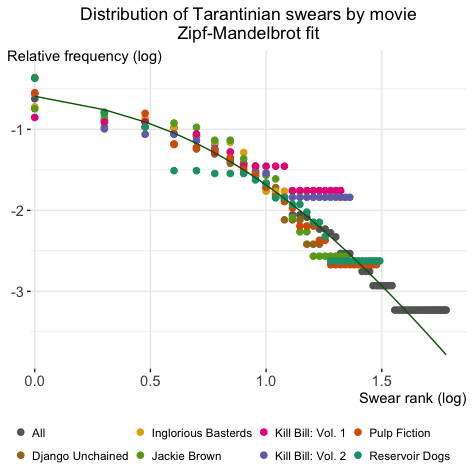 Distribution of Tarantinian swears by movie
Zipf-Mandelbrot fit
Relative frequency (log)
-1
-2
-3
0.0 0.5 1.0 1.5
Swear rank (log)
All Inglorious Basterds Kill Bill: Vol. 1 Pulp Fiction
Django Unchained Jackie Brown Kill Bill: Vol. 2 Reservoir Dogs